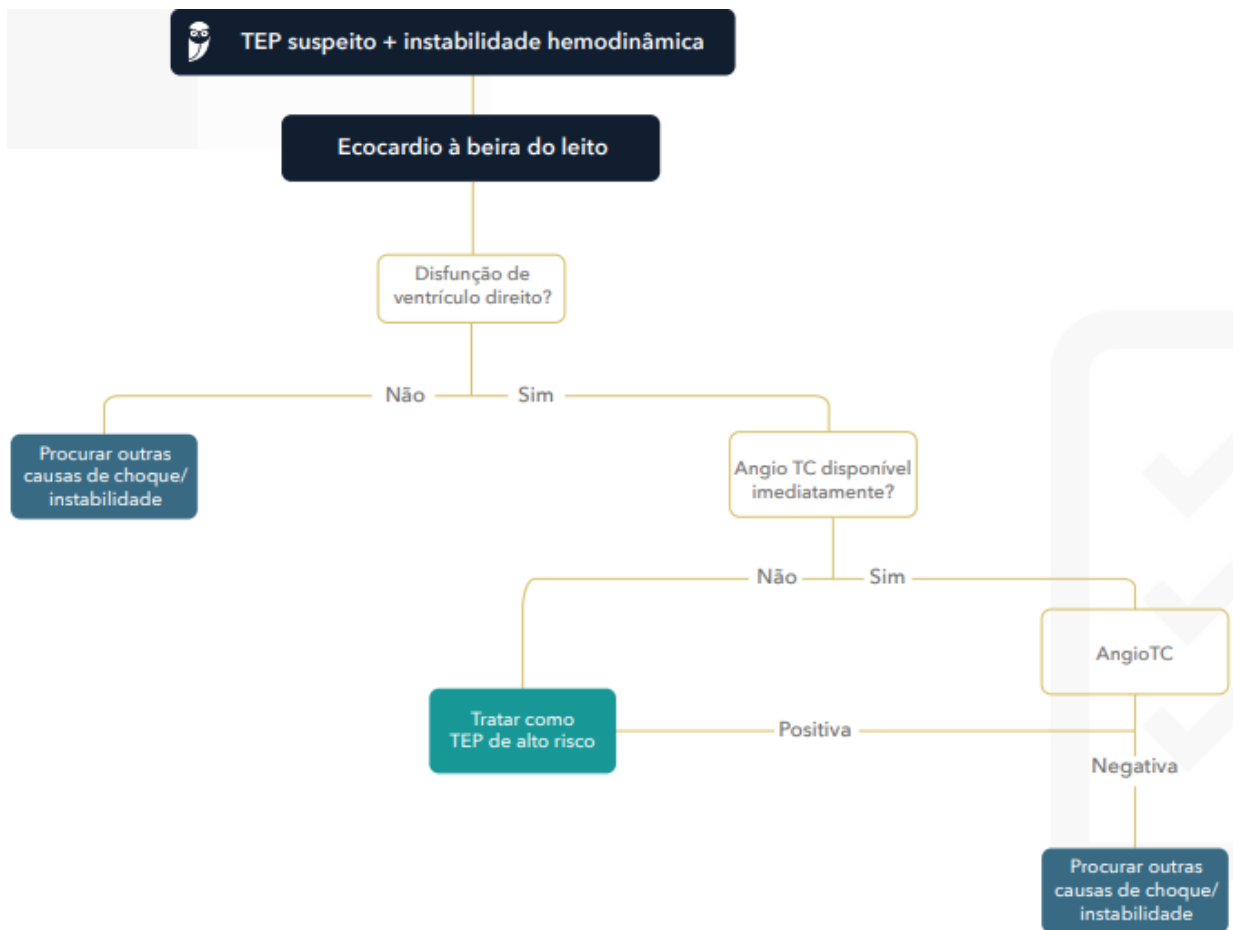 TEP suspeito + instabilidade hemodinâmica
Ecocardio à beira do leito
Disfunção de
ventrículo direito?
Não
Sim
Procurar outras
causas de choque/
instabilidade
Angio TC disponível
imediatamente?
Não
Sim
AngioTC
Tratar como
TEP de alto risco
Positiva
Negativa
Procurar outras
causas de choque/
instabilidade